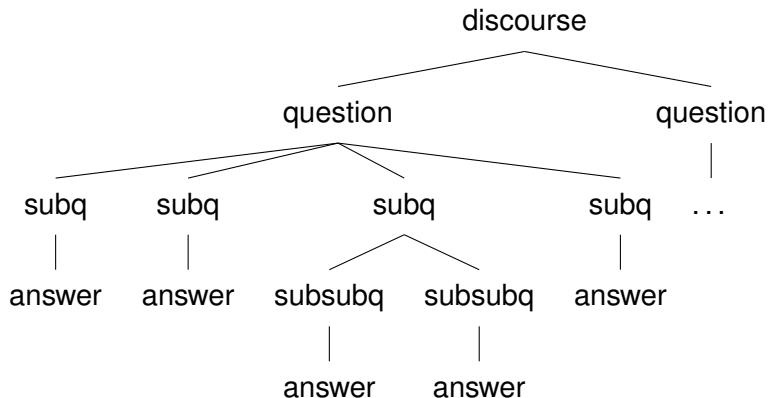 discourse
question question
subq subq subq subq ...
answer answer subsubq subsubq answer
answer answer